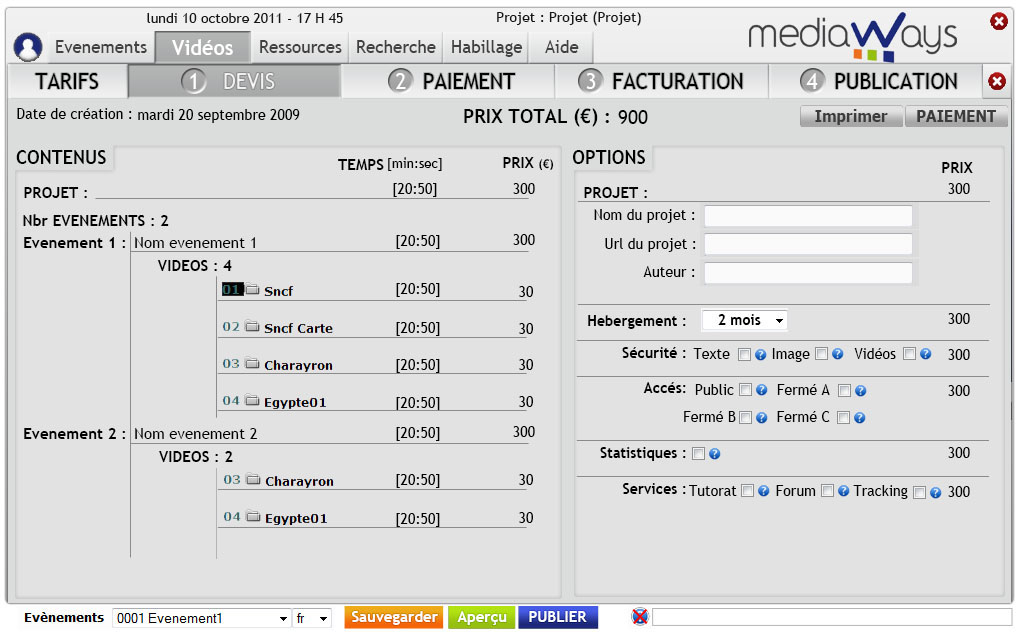 lundi 10 octobre 2011 - 17 H 45 Projet : Projet (Projet)
mediaWays
Evenements Vidéos Ressources Recherche Habillage Aide
TARIFS 1 DEVIS 2 PAIEMENT 3 FACTURATION 4 PUBLICATION
Date de création : mardi 20 septembre 2009 PRIX TOTAL (€) : 900 Imprimer PAIEMENT
CONTENUS TEMPS [min:sec] PRIX (€)
PROJET : [20:50] 300
Nbr EVENEMENTS : 2
Evenement 1 : Nom evenement 1 [20:50] 300
VIDEOS : 4
01 Sncf [20:50] 30
02 Sncf Carte [20:50] 30
03 Charayron [20:50] 30
04 Egypte01 [20:50] 30
Evenement 2 : Nom evenement 2 [20:50] 300
VIDEOS : 2
03 Charayron [20:50] 30
04 Egypte01 [20:50] 30
OPTIONS PRIX
PROJET : 300
Nom du projet :
Url du projet :
Auteur :
Hebergement : 2 mois 300
Sécurité : Texte ? Image ? Vidéos ? 300
Accés: Public ? Fermé A ? 300
Fermé B ? Fermé C ?
Statistiques : ? 300
Services : Tutorat ? Forum ? Tracking ? 300
Evènements 0001 Evenement1 fr Sauvegarder Aperçu PUBLIER